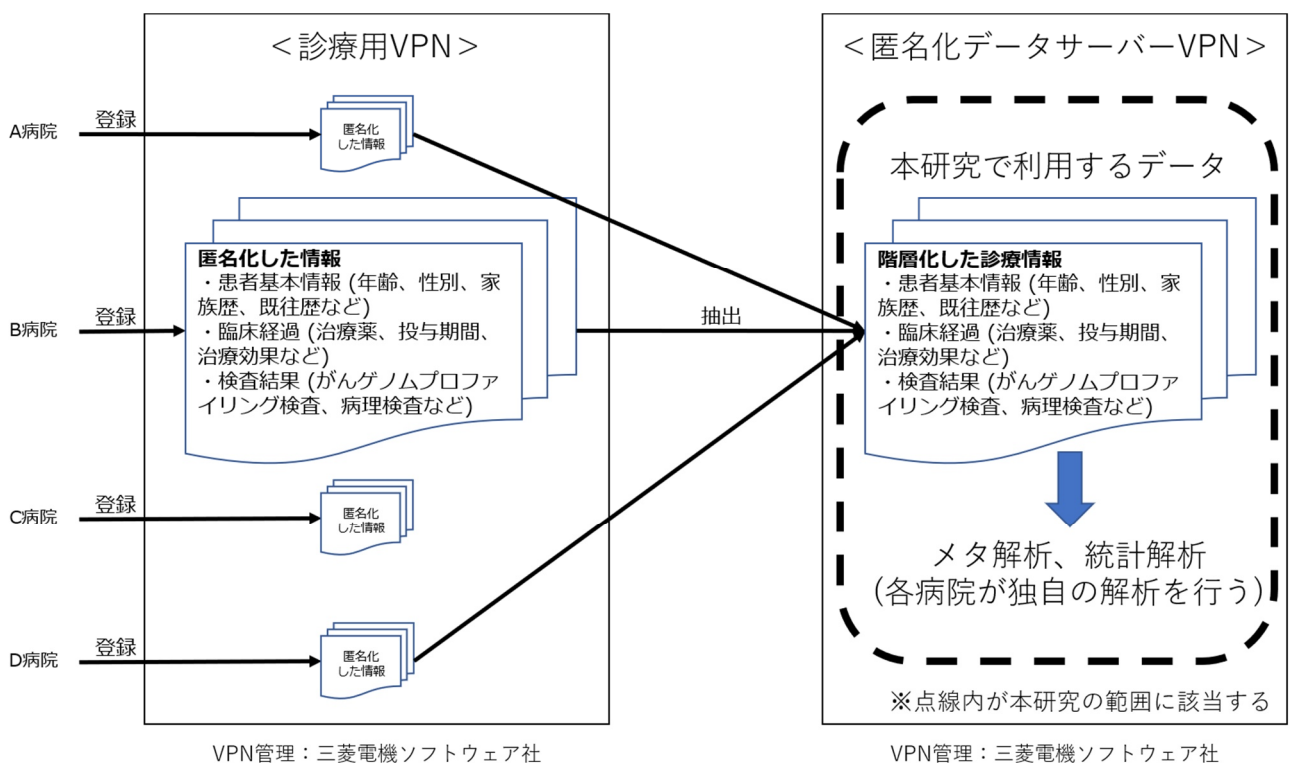 ＜診療用VPN＞
A病院
登録
匿名化
した情報
B病院
登録
匿名化した情報
・患者基本情報 (年齢、性別、家
族歴、既往歴など)
・臨床経過 (治療薬、投与期間、
治療効果など)
・検査結果 (がんゲノムプロファ
イリング検査、病理検査など)
C病院
登録
匿名化
した情報
D病院
登録
匿名化
した情報
VPN管理：三菱電機ソフトウェア社
抽出
＜匿名化データサーバーVPN＞
本研究で利用するデータ
階層化した診療情報
・患者基本情報 (年齢、性別、家
族歴、既往歴など)
・臨床経過 (治療薬、投与期間、
治療効果など)
・検査結果 (がんゲノムプロファ
イリング検査、病理検査など)
メタ解析、統計解析
(各病院が独自の解析を行う)
※点線内が本研究の範囲に該当する
VPN管理：三菱電機ソフトウェア社